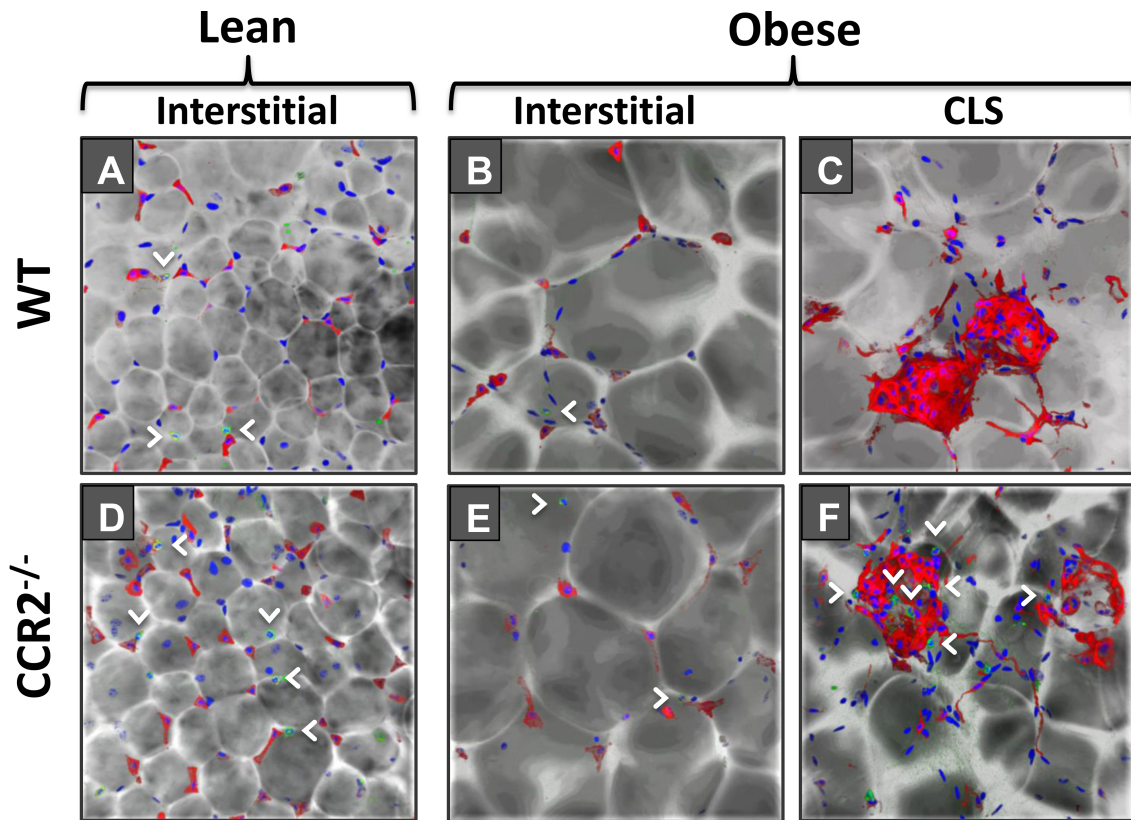 Lean Obese
Interstitial Interstitial CLS
WT
A B C
CCR2-/-
D E F